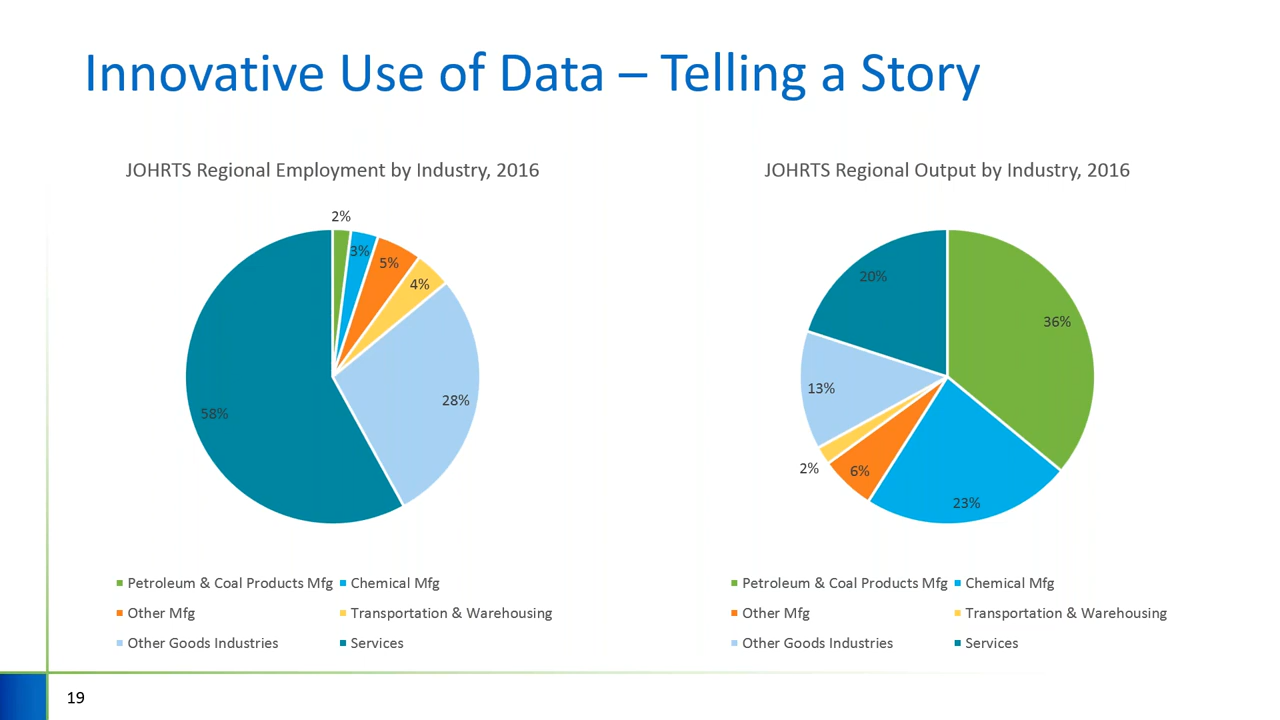 Innovative Use of Data – Telling a Story
JOHRTS Regional Employment by Industry, 2016
2%
3%
5%
4%
28%
58%
Petroleum & Coal Products Mfg
Chemical Mfg
Other Mfg
Transportation & Warehousing
Other Goods Industries
Services
JOHRTS Regional Output by Industry, 2016
36%
23%
6%
2%
13%
20%
Petroleum & Coal Products Mfg
Chemical Mfg
Other Mfg
Transportation & Warehousing
Other Goods Industries
Services
19